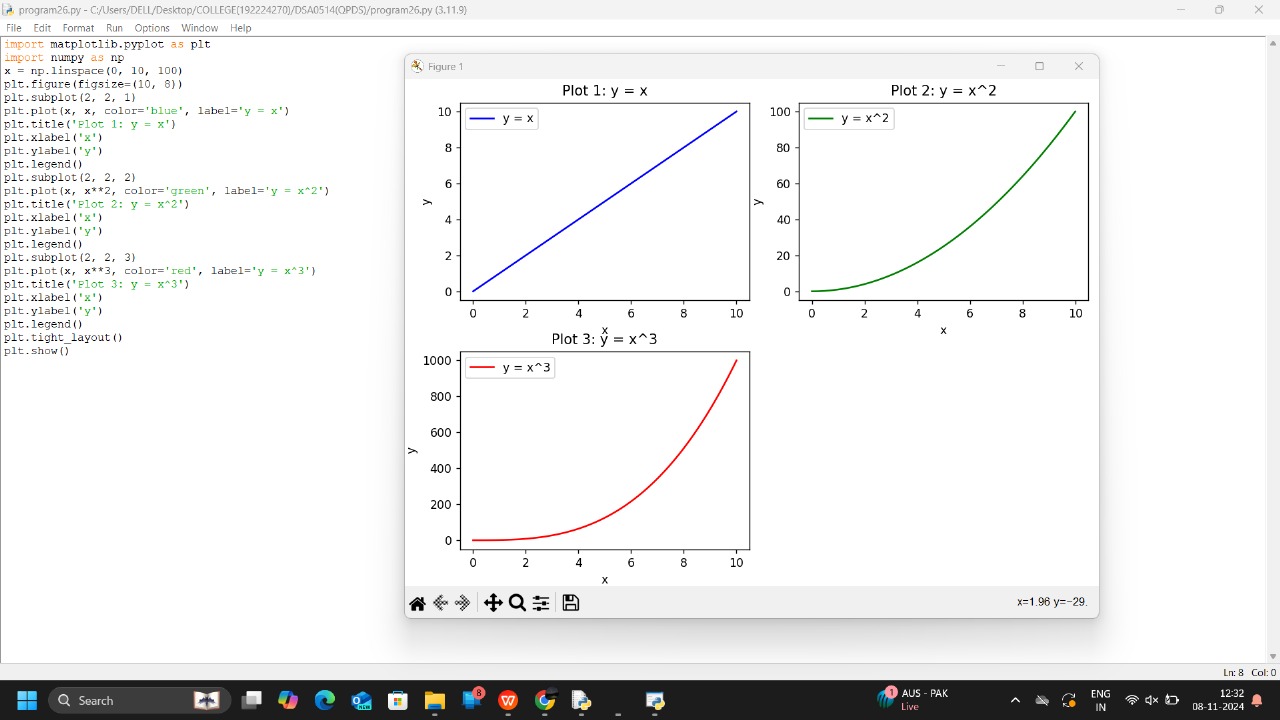 program26.py - C:/Users/DELL/Desktop/COLLEGE(192224270)/DSA0514(QPDS)/program26.py (3.11.9)
File Edit Format Run Options Window Help
import matplotlib.pyplot as plt
import numpy as np
x = np.linspace(0, 10, 100)
plt.figure(figsize=(10, 8))
plt.subplot(2, 2, 1)
plt.plot(x, x, color='blue', label='y = x')
plt.title('Plot 1: y = x')
plt.xlabel('x')
plt.ylabel('y')
plt.legend()
plt.subplot(2, 2, 2)
plt.plot(x, x**2, color='green', label='y = x^2')
plt.title('Plot 2: y = x^2')
plt.xlabel('x')
plt.ylabel('y')
plt.legend()
plt.subplot(2, 2, 3)
plt.plot(x, x**3, color='red', label='y = x^3')
plt.title('Plot 3: y = x^3')
plt.xlabel('x')
plt.ylabel('y')
plt.legend()
plt.tight_layout()
plt.show()
Figure 1
Plot 1: y = x
y = x
10
8
6
4
2
0
y
0 2 4 6 8 10
x
Plot 2: y = x^2
y = x^2
100
80
60
40
20
0
y
0 2 4 6 8 10
x
Plot 3: y = x^3
y = x^3
1000
800
600
400
200
0
y
0 2 4 6 8 10
x
x=1.96 y=-29.
Ln: 8 Col: 0
Search
8
W
1
AUS - PAK
Live
ENG
IN
12:32
08-11-2024